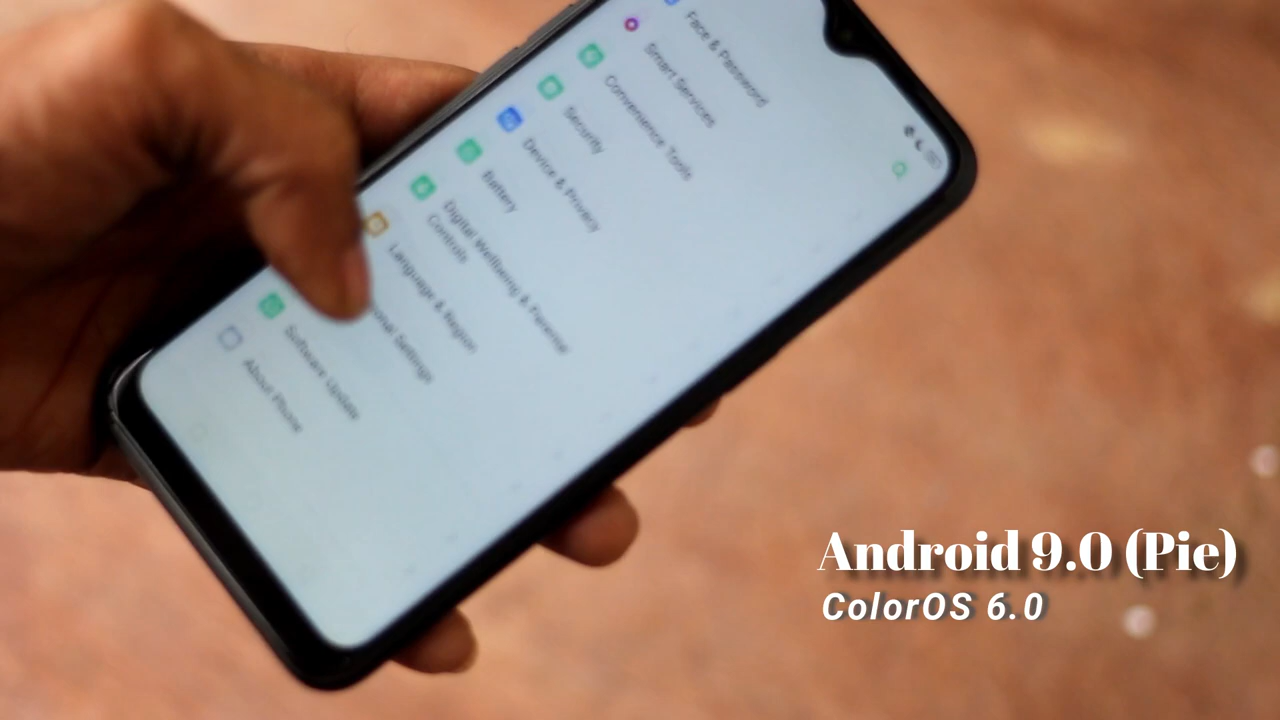 Face & Password
Smart Services
Convenience Tools
Security
Device & Privacy
Battery
Digital Wellbeing & Parental
Controls
Language & Region
onal Settings
Software Update
About Phone
Android 9.0 (Pie)
ColorOS 6.0